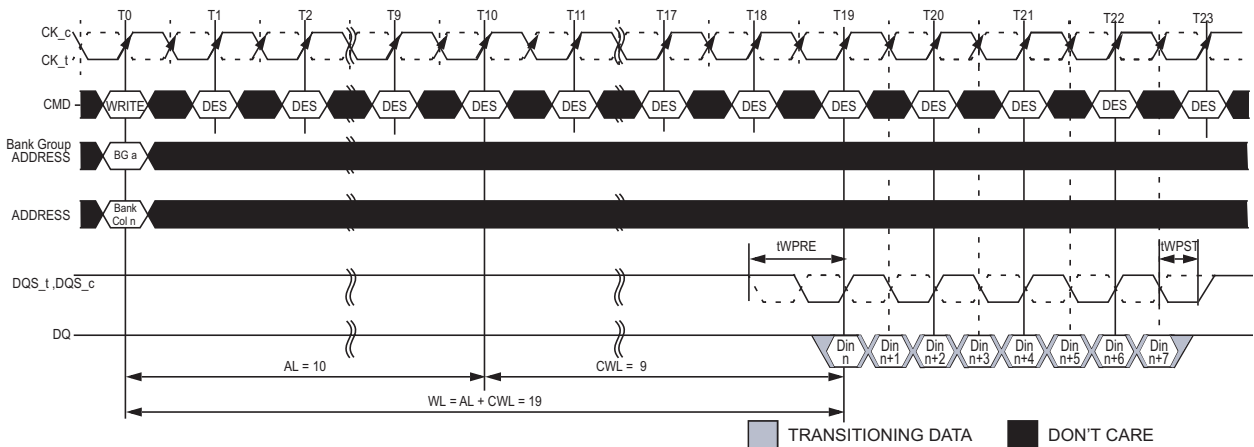 T0 T1 T2 T9 T10 T11 T17 T18 T19 T20 T21 T22 T23
CK_c
CK_t
CMD WRITE DES DES DES DES DES DES DES DES DES DES DES DES
Bank Group
ADDRESS BG a
ADDRESS Bank
Col n
tWPRE tWPST
DQS_t ,DQS_c
DQ Din Din Din Din Din Din Din Din
n n+1 n+2 n+3 n+4 n+5 n+6 n+7
AL = 10 CWL = 9
WL = AL + CWL = 19
TRANSITIONING DATA DON'T CARE